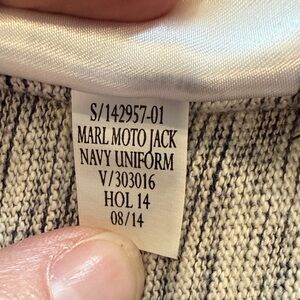 S/142957-01
MARL MOTO JACK
NAVY UNIFORM
V/303016
HOL 14
08/14